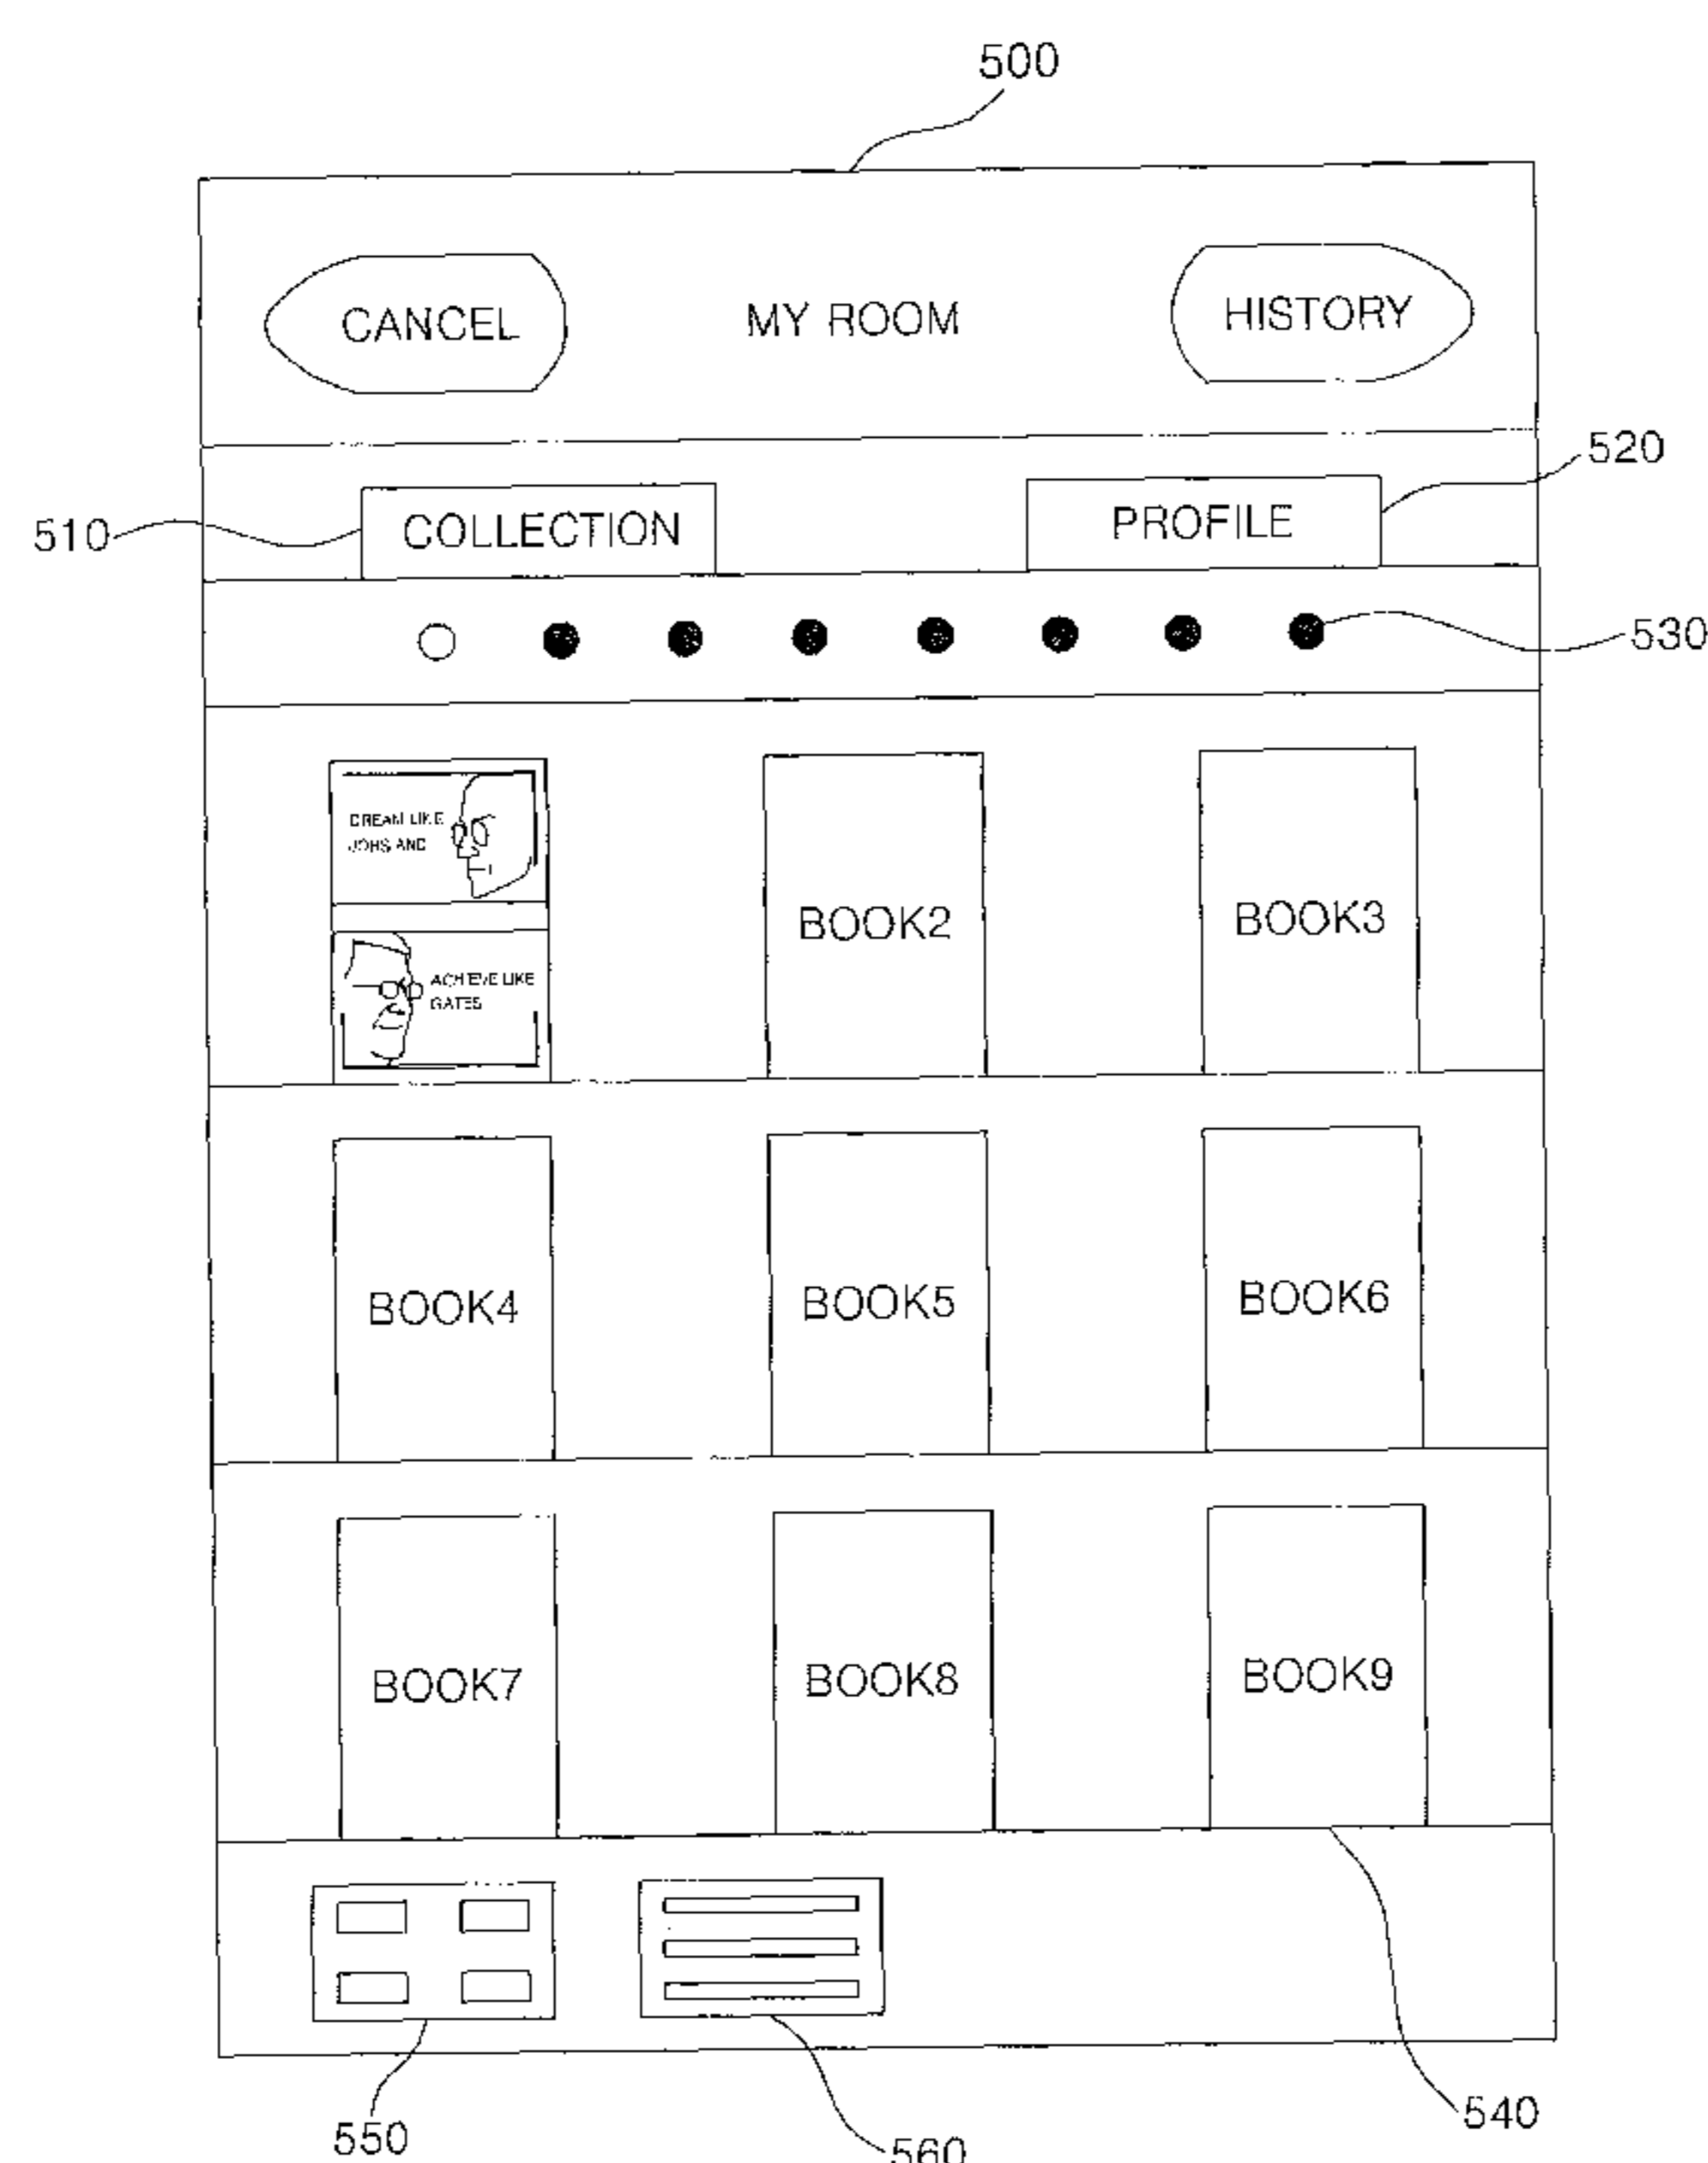 500
CANCEL MY ROOM HISTORY
520
510 COLLECTION PROFILE
530
DREAM LIKE
JOHS AND
ACHIEVE LIKE
GATES
BOOK2 BOOK3
BOOK4 BOOK5 BOOK6
BOOK7 BOOK8 BOOK9
540
550 560